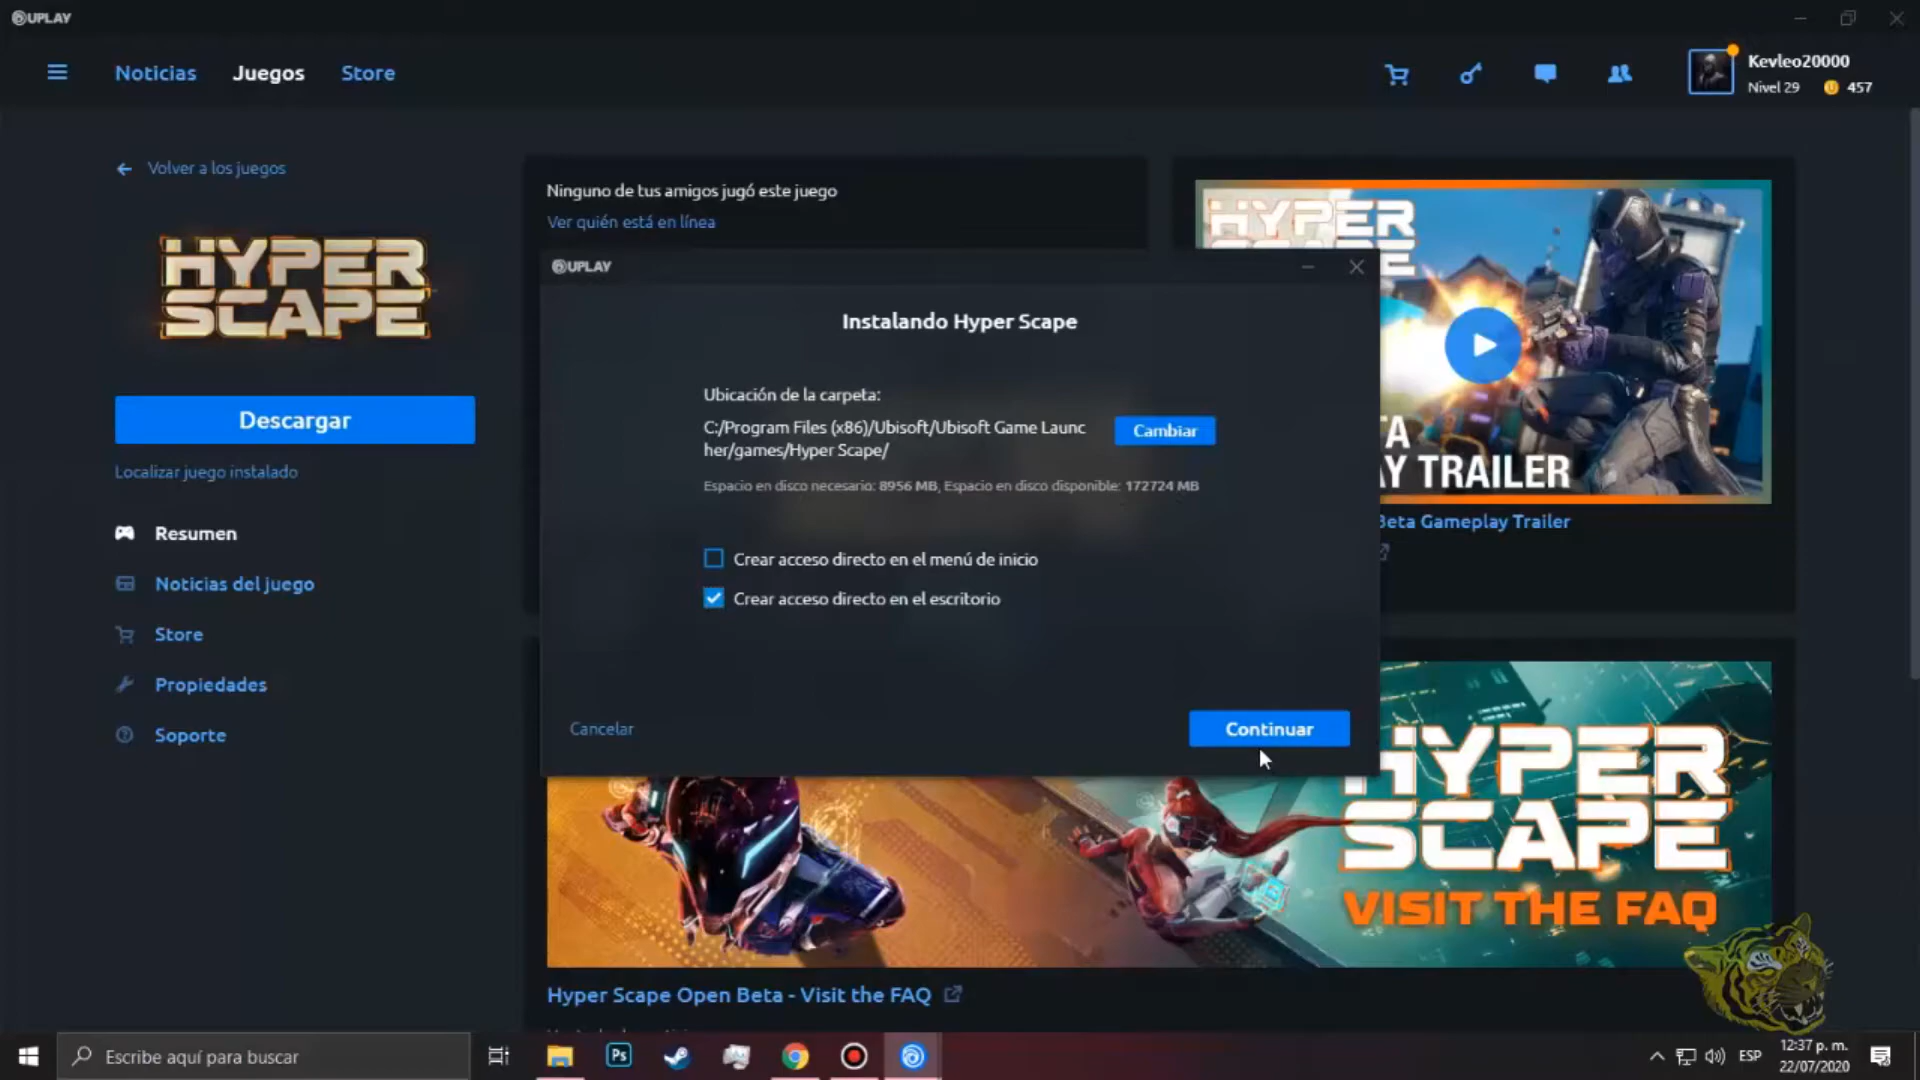 UPLAY
Noticias
Juegos
Store
Kevleo20000
Nivel 29
457
Volver a los juegos
HYPER
SCAPE
Descargar
Localizar juego instalado
Resumen
Noticias del juego
Store
Propiedades
Soporte
Ninguno de tus amigos jugó este juego
Ver quién está en línea
UPLAY
Instalando Hyper Scape
Ubicación de la carpeta:
C:/Program Files (x86)/Ubisoft/Ubisoft Game Launc
her/games/Hyper Scape/
Cambiar
Espacio en disco necesario: 8956 MB, Espacio en disco disponible: 172724 MB
Crear acceso directo en el menú de inicio
Crear acceso directo en el escritorio
Cancelar
Continuar
HYPER
TRAILER
Beta Gameplay Trailer
HYPER
SCAPE
VISIT THE FAQ
Hyper Scape Open Beta - Visit the FAQ
Escribe aquí para buscar
Ps
ESP
12:37 p. m.
22/07/2020